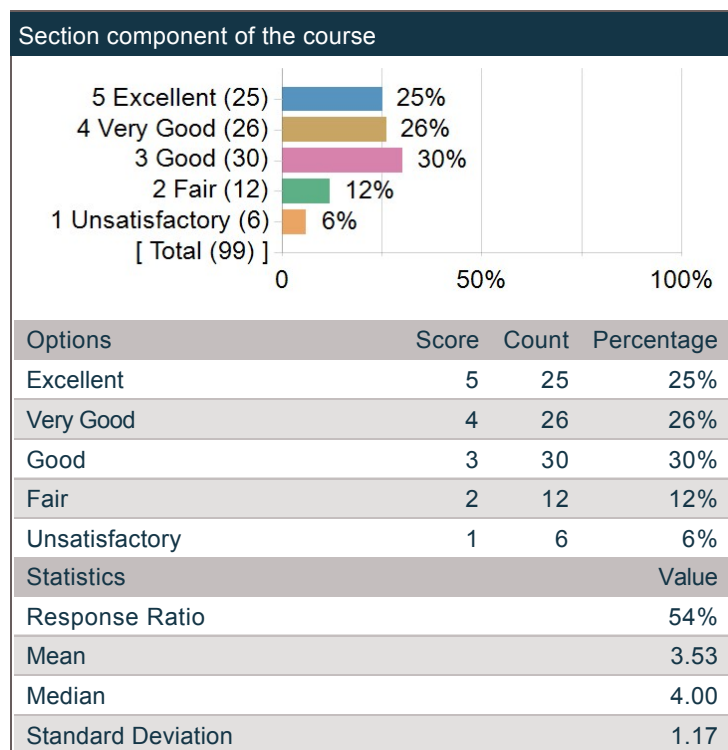 Section component of the course
5 Excellent (25) 25%
4 Very Good (26) 26%
3 Good (30) 30%
2 Fair (12) 12%
1 Unsatisfactory (6) 6%
[ Total (99) ]
0 50% 100%
Options Score Count Percentage
Excellent 5 25 25%
Very Good 4 26 26%
Good 3 30 30%
Fair 2 12 12%
Unsatisfactory 1 6 6%
Statistics Value
Response Ratio 54%
Mean 3.53
Median 4.00
Standard Deviation 1.17